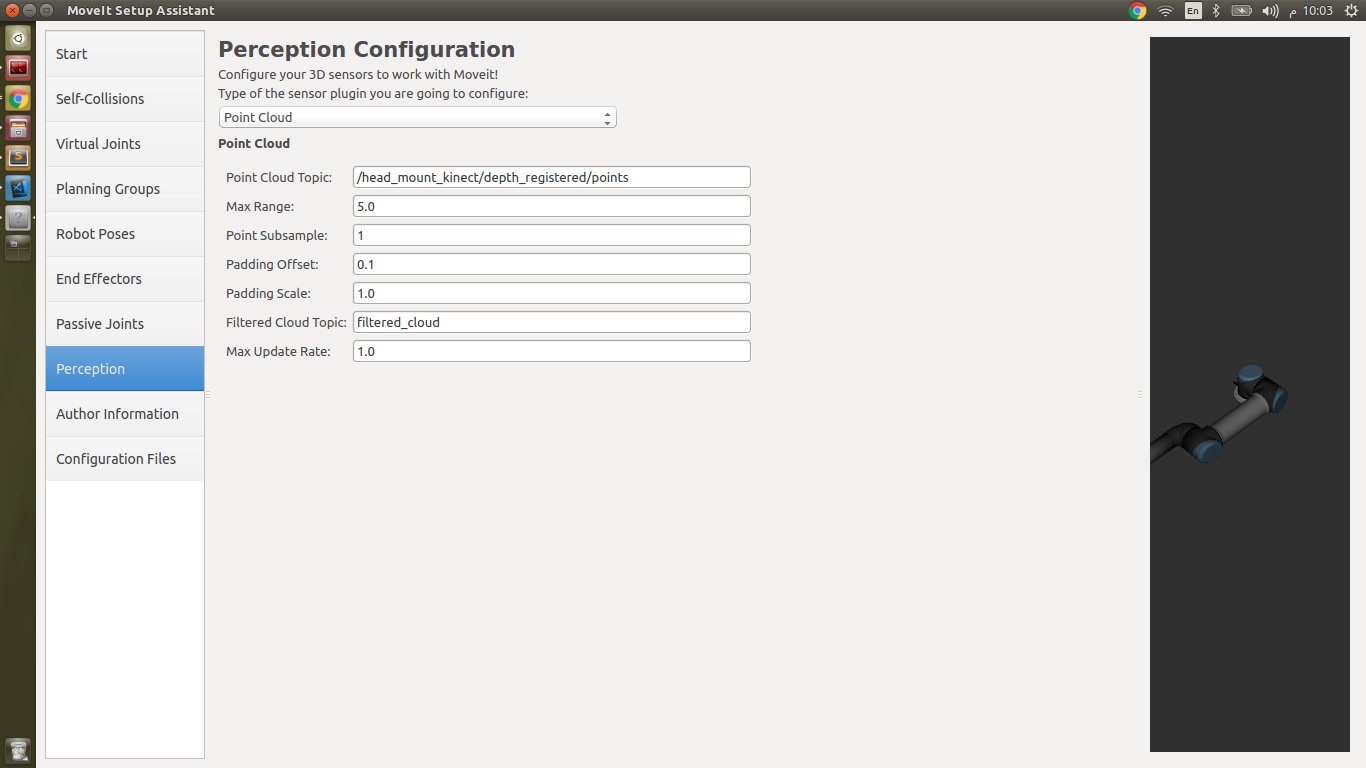 MoveIt Setup Assistant
En
م 10:03
Start
Self-Collisions
Virtual Joints
Planning Groups
Robot Poses
End Effectors
Passive Joints
Perception
Author Information
Configuration Files
Perception Configuration
Configure your 3D sensors to work with Moveit!
Type of the sensor plugin you are going to configure:
Point Cloud
Point Cloud
Point Cloud Topic: /head_mount_kinect/depth_registered/points
Max Range: 5.0
Point Subsample: 1
Padding Offset: 0.1
Padding Scale: 1.0
Filtered Cloud Topic: filtered_cloud
Max Update Rate: 1.0